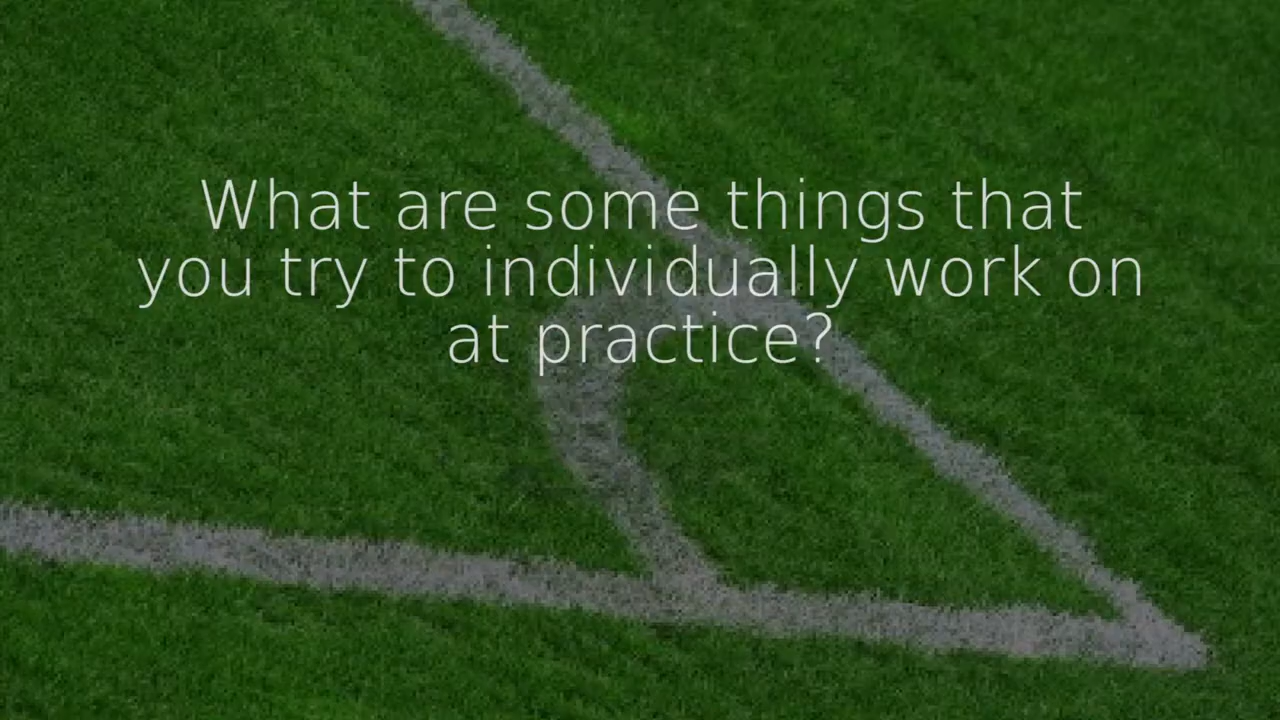 What are some things that
you try to individually work on
at practice?